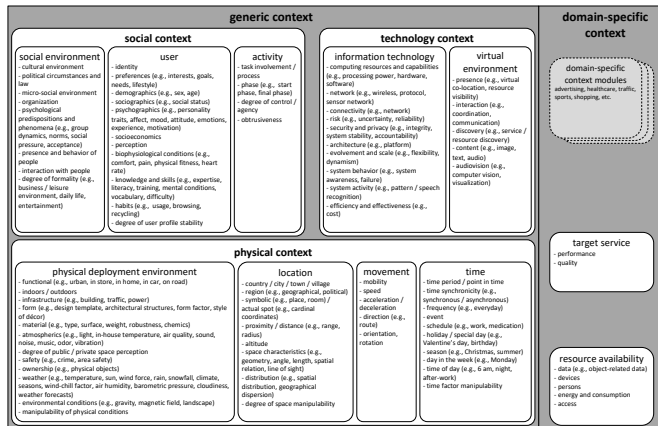 generic context
social context
social environment
- cultural environment
- political circumstances and law
- micro-social environment
- organization
- psychological
predispositions and
phenomena (e.g., group
dynamics, norms, social
pressure, acceptance)
- presence and behavior of
people
- interaction with people
- degree of formality (e.g.,
business / leisure
environment, daily life,
entertainment)
user
- identity
- preferences (e.g., interests, goals,
needs, lifestyle)
- demographics (e.g., sex, age)
- sociographics (e.g., social status)
- psychographics (e.g., personality
traits, affect, mood, attitude, emotions,
experience, motivation)
- socioeconomics
- perception
- biophysiological conditions (e.g.,
comfort, pain, physical fitness, heart
rate)
- knowledge and skills (e.g., expertise,
literacy, training, mental conditions,
vocabulary, difficulty)
- habits (e.g., usage, browsing,
recycling)
- degree of user profile stability
activity
- task involvement /
process
- phase (e.g., start
phase, final phase)
- degree of control /
agency
- obtrusiveness
technology context
information technology
- computing resources and capabilities
(e.g., processing power, hardware,
software)
- network (e.g., wireless, protocol,
sensor network)
- connectivity (e.g., network)
- risk (e.g., uncertainty, reliability)
- security and privacy (e.g., integrity,
system stability, accountability)
- architecture (e.g., platform)
- evolvement and scale (e.g., flexibility,
dynamism)
- system behavior (e.g., system
awareness, failure)
- system activity (e.g., pattern / speech
recognition)
- efficiency and effectiveness (e.g.,
cost)
virtual
environment
- presence (e.g., virtual
co-location, resource
visibility)
- interaction (e.g.,
coordination,
communication)
- discovery (e.g., service /
resource discovery)
- content (e.g., image,
text, audio)
- audiovision (e.g.,
computer vision,
visualization)
physical context
physical deployment environment
- functional (e.g., urban, in store, in home, in car, on road)
- indoors / outdoors
- infrastructure (e.g., building, traffic, power)
- form (e.g., design template, architectural structures, form factor, style
of décor)
- material (e.g., type, surface, weight, robustness, chemics)
- atmospherics (e.g., light, in-house temperature, air quality, sound,
noise, music, odor, vibration)
- degree of public / private space perception
- safety (e.g., crime, area safety)
- ownership (e.g., physical objects)
- weather (e.g., temperature, sun, wind force, rain, snowfall, climate,
seasons, wind-chill factor, air humidity, barometric pressure, cloudiness,
weather forecasts)
- environmental conditions (e.g., gravity, magnetic field, landscape)
- manipulability of physical conditions
location
- country / city / town / village
- region (e.g., geographical, political)
- symbolic (e.g., place, room) /
actual spot (e.g., cardinal
coordinates)
- proximity / distance (e.g., range,
radius)
- altitude
- space characteristics (e.g.,
geometry, angle, length, spatial
relation, line of sight)
- distribution (e.g., spatial
distribution, geographical
dispersion)
- degree of space manipulability
movement
- mobility
- speed
- acceleration /
deceleration
- direction (e.g.,
route)
- orientation,
rotation
time
- time period / point in time
- time synchronicity (e.g.,
synchronous / asynchronous)
- frequency (e.g., everyday)
- event
- schedule (e.g., work, medication)
- holiday / special day (e.g.,
Valentine's day, birthday)
- season (e.g., Christmas, summer)
- day in the week (e.g., Monday)
- time of day (e.g., 6 am, night,
after-work)
- time factor manipulability
domain-specific
context
domain-specific
context modules
advertising, healthcare, traffic,
sports, shopping, etc.
target service
- performance
- quality
resource availability
- data (e.g., object-related data)
- devices
- persons
- energy and consumption
- access